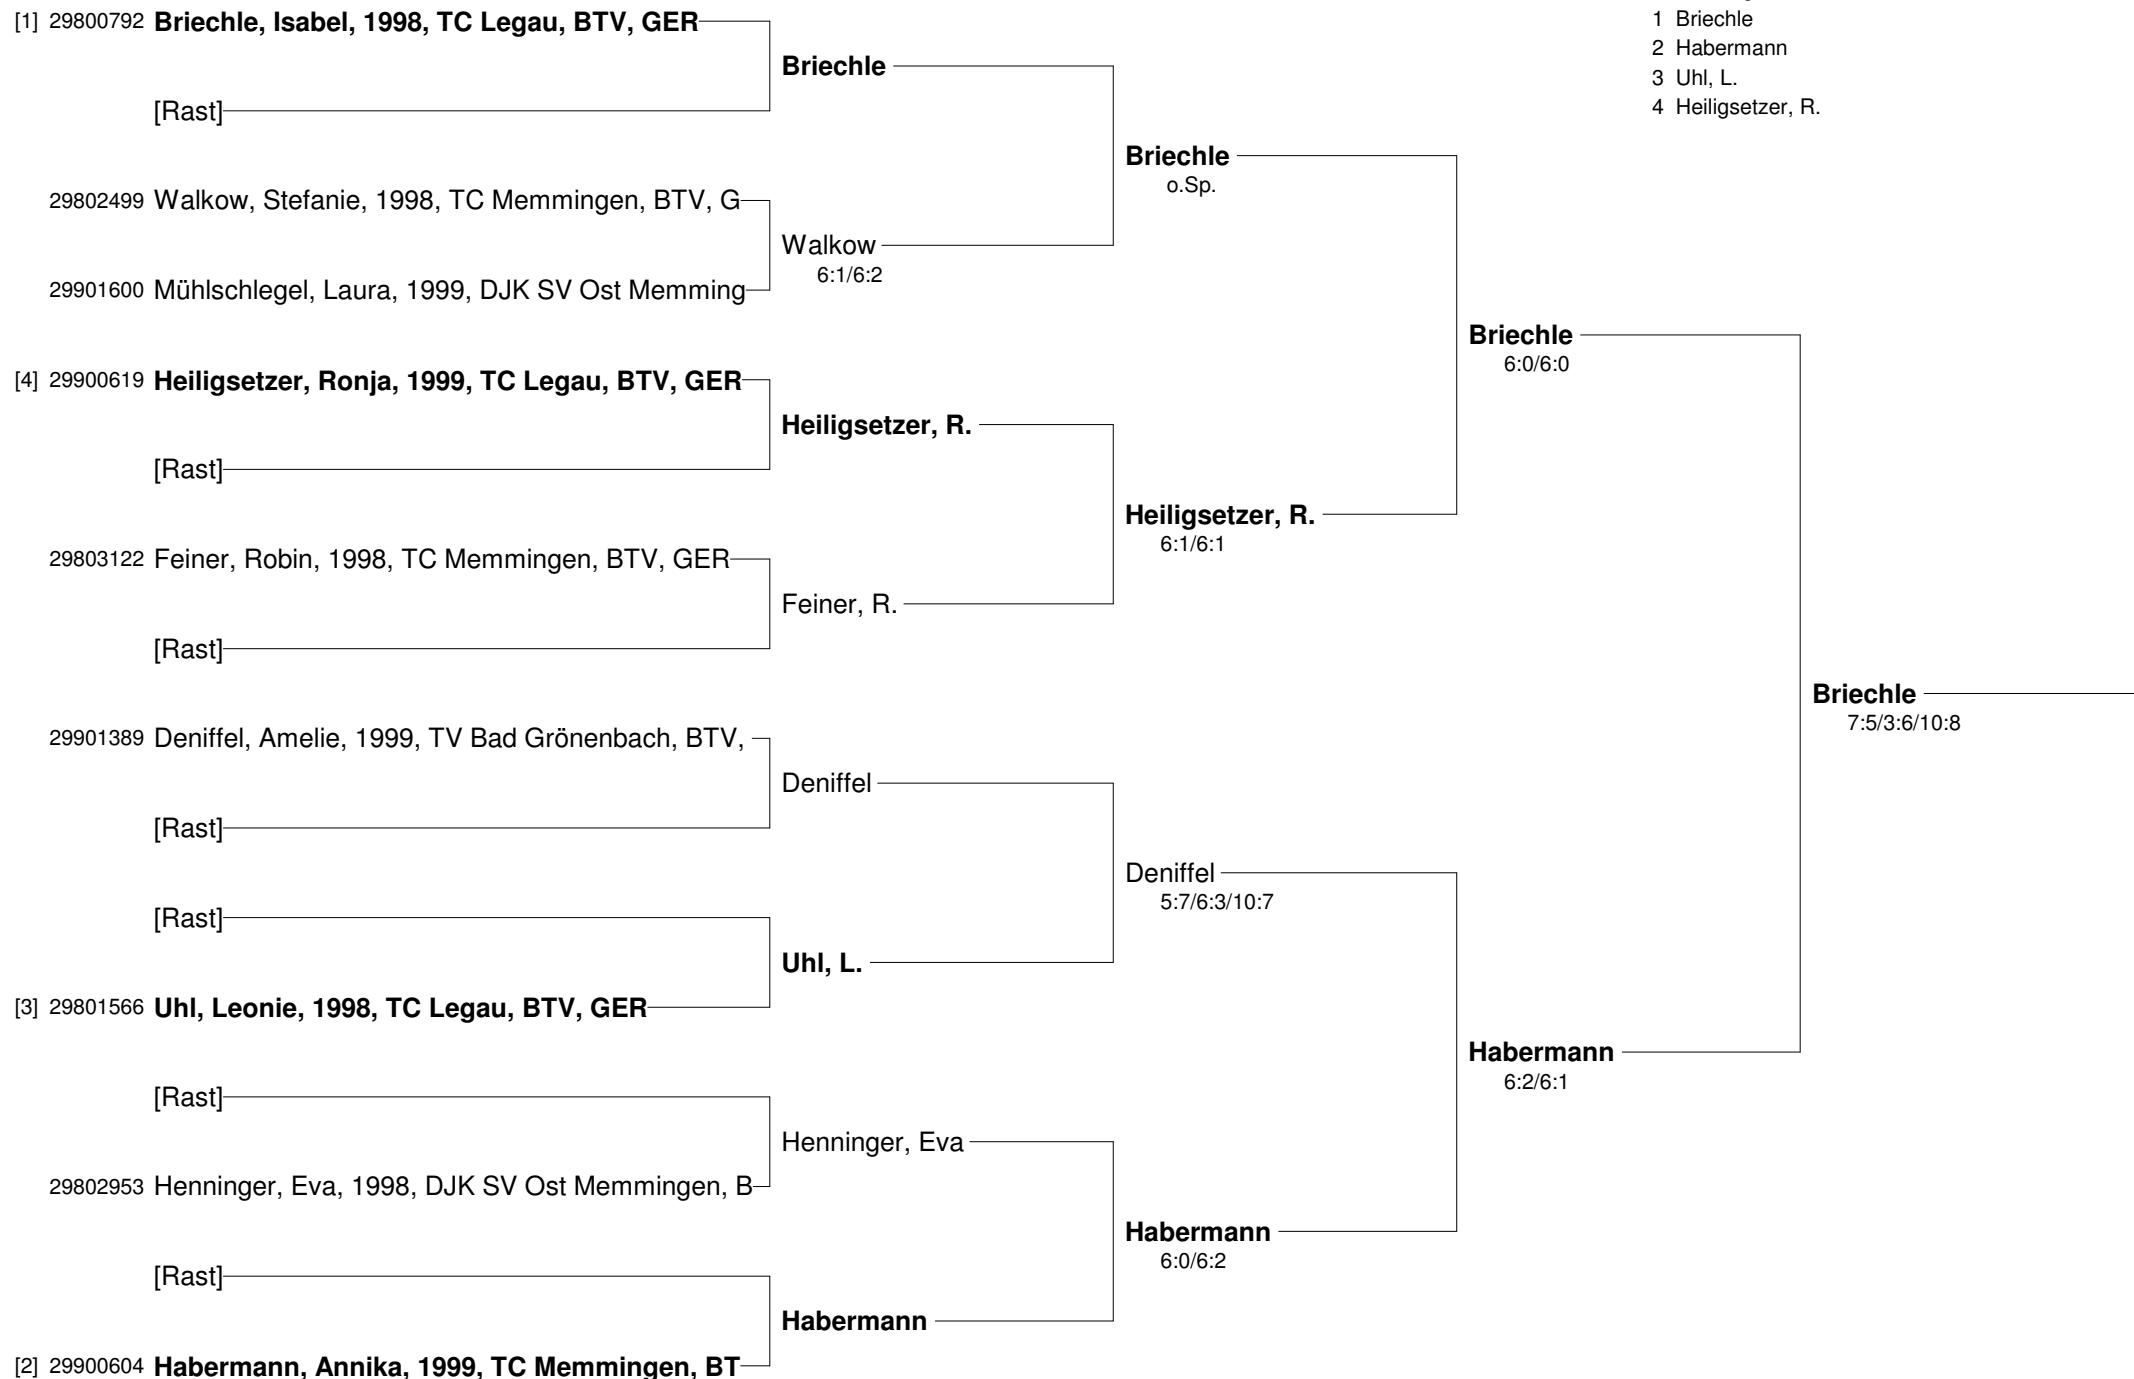 [1] 29800792 Briechle, Isabel, 1998, TC Legau, BTV, GER
[Rast]
29802499 Walkow, Stefanie, 1998, TC Memmingen, BTV, G
29901600 Mühlschlegel, Laura, 1999, DJK SV Ost Memming
[4] 29900619 Heiligsetzer, Ronja, 1999, TC Legau, BTV, GER
[Rast]
29803122 Feiner, Robin, 1998, TC Memmingen, BTV, GER
[Rast]
29901389 Deniffel, Amelie, 1999, TV Bad Grönenbach, BTV,
[Rast]
[Rast]
[3] 29801566 Uhl, Leonie, 1998, TC Legau, BTV, GER
[Rast]
29802953 Henninger, Eva, 1998, DJK SV Ost Memmingen, B
[Rast]
[2] 29900604 Habermann, Annika, 1999, TC Memmingen, BT
Briechle
Walkow
6:1/6:2
Heiligsetzer, R.
Feiner, R.
Deniffel
Uhl, L.
Henninger, Eva
Habermann
Briechle
o.Sp.
Heiligsetzer, R.
6:1/6:1
Deniffel
5:7/6:3/10:7
Habermann
6:0/6:2
Briechle
6:0/6:0
Habermann
6:2/6:1
Briechle
7:5/3:6/10:8
1 Briechle
2 Habermann
3 Uhl, L.
4 Heiligsetzer, R.